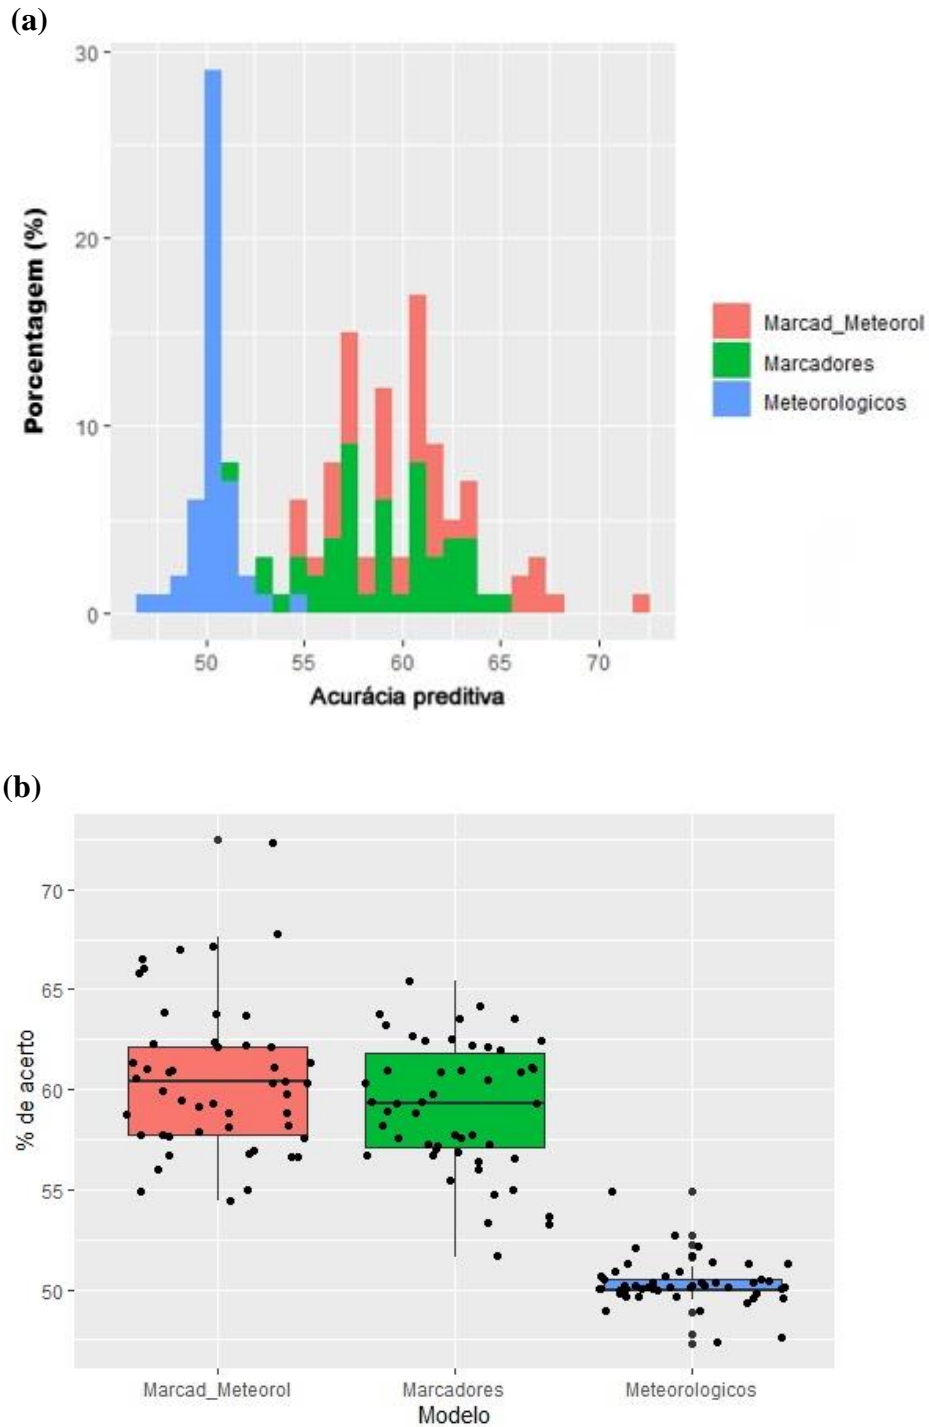 (a)
30
20
10
0
Porcentagem (%)
50 55 60 65 70
Acurácia preditiva
Marcad_Meteorol
Marcadores
Meteorologicos
(b)
70
65
60
55
50
% de acerto
Marcad_Meteorol Marcadores Meteorologicos
Modelo